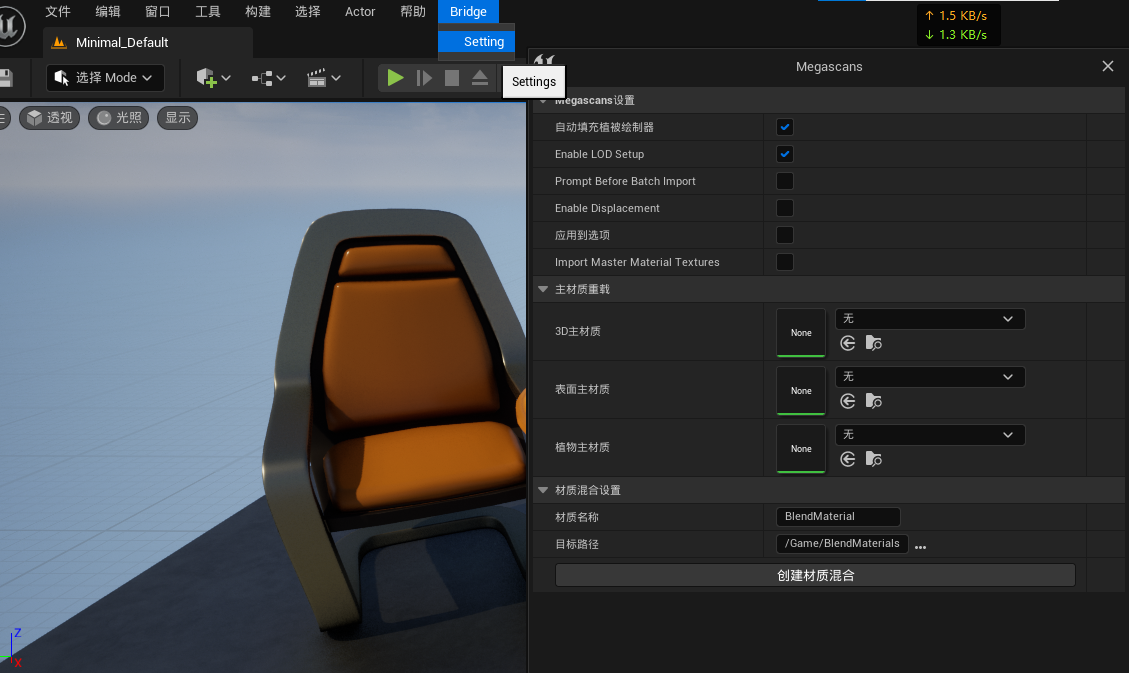 文件 编辑 窗口 工具 构建 选择 Actor 帮助 Bridge
↑ 1.5 KB/s
↓ 1.3 KB/s
Minimal_Default
Setting
选择 Mode
Settings
Megascans
透视 光照 显示
Megascans设置
自动填充植被绘制器
Enable LOD Setup
Prompt Before Batch Import
Enable Displacement
应用到选项
Import Master Material Textures
主材质重载
3D主材质 None 无
表面主材质 None 无
植物主材质 None 无
材质混合设置
材质名称 BlendMaterial
目标路径 /Game/BlendMaterials ...
创建材质混合
Z
X